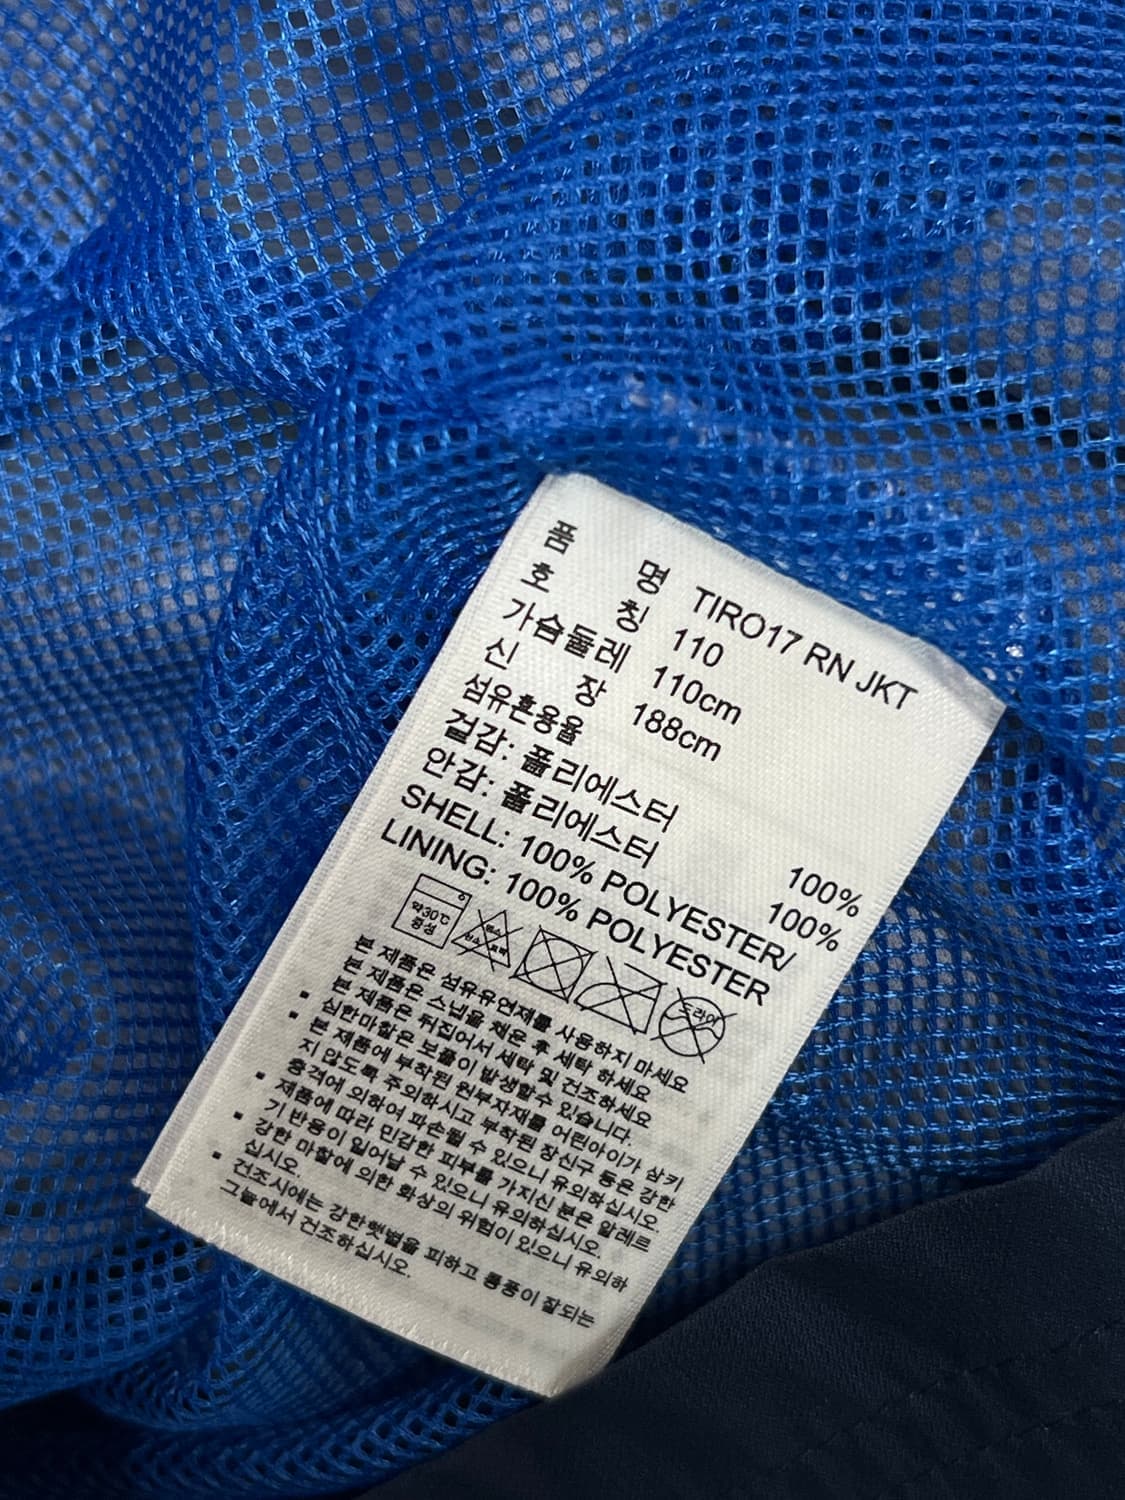 품 명 TIRO17 RN JKT
호 칭 110
가슴둘레 110cm
신 장 188cm
섬유혼용율
겉감: 폴리에스터 100%
안감: 폴리에스터 100%
SHELL: 100% POLYESTER/
LINING: 100% POLYESTER
약30℃
중성
드라이
본 제품은 섬유유연제를 사용하지 마세요
본 제품은 스냅을 채운 후 세탁 하세요
본 제품은 뒤집어서 세탁 및 건조하세요
심한마찰은 보풀이 발생할수 있습니다.
본 제품에 부착된 원부자재를 어린아이가 삼키
지 않도록 주의하시고 부착된 장신구 등은 강한
충격에 의하여 파손될 수 있으니 유의하십시오.
제품에 따라 민감한 피부를 가지신 분은 알레르
기 반응이 일어날 수 있으니 유의하십시오.
강한 마찰에 의한 화상의 위험이 있으니 유의하
십시오.
건조시에는 강한햇볕을 피하고 통풍이 잘되는
그늘에서 건조하십시오.